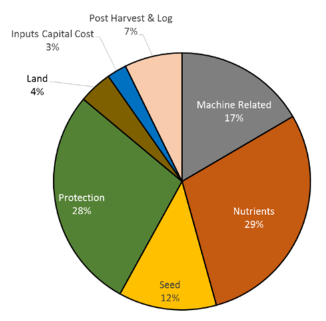 Post Harvest & Log
7%
Inputs Capital Cost
3%
Land
4%
Machine Related
17%
Protection
28%
Nutrients
29%
Seed
12%